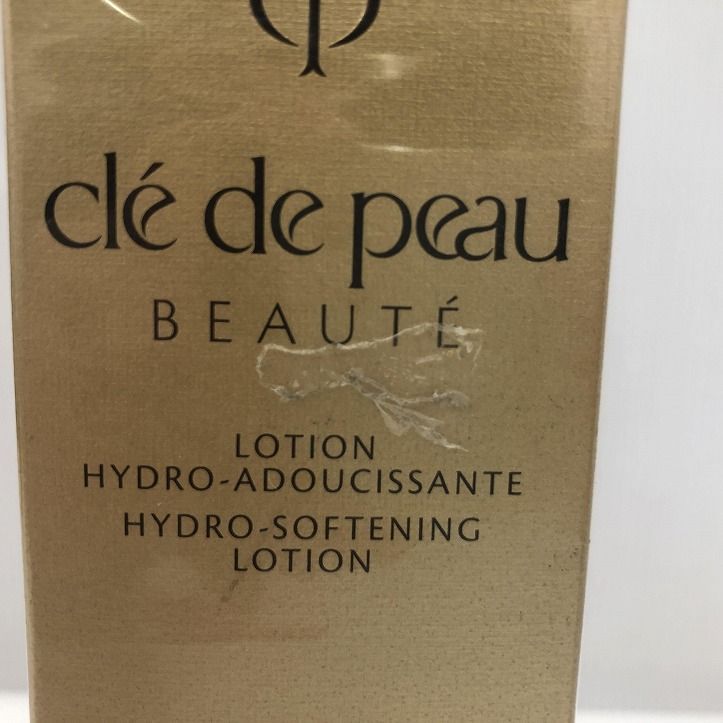 clé de peau
BEAUTÉ
LOTION
HYDRO-ADOUCISSANTE
HYDRO-SOFTENING
LOTION